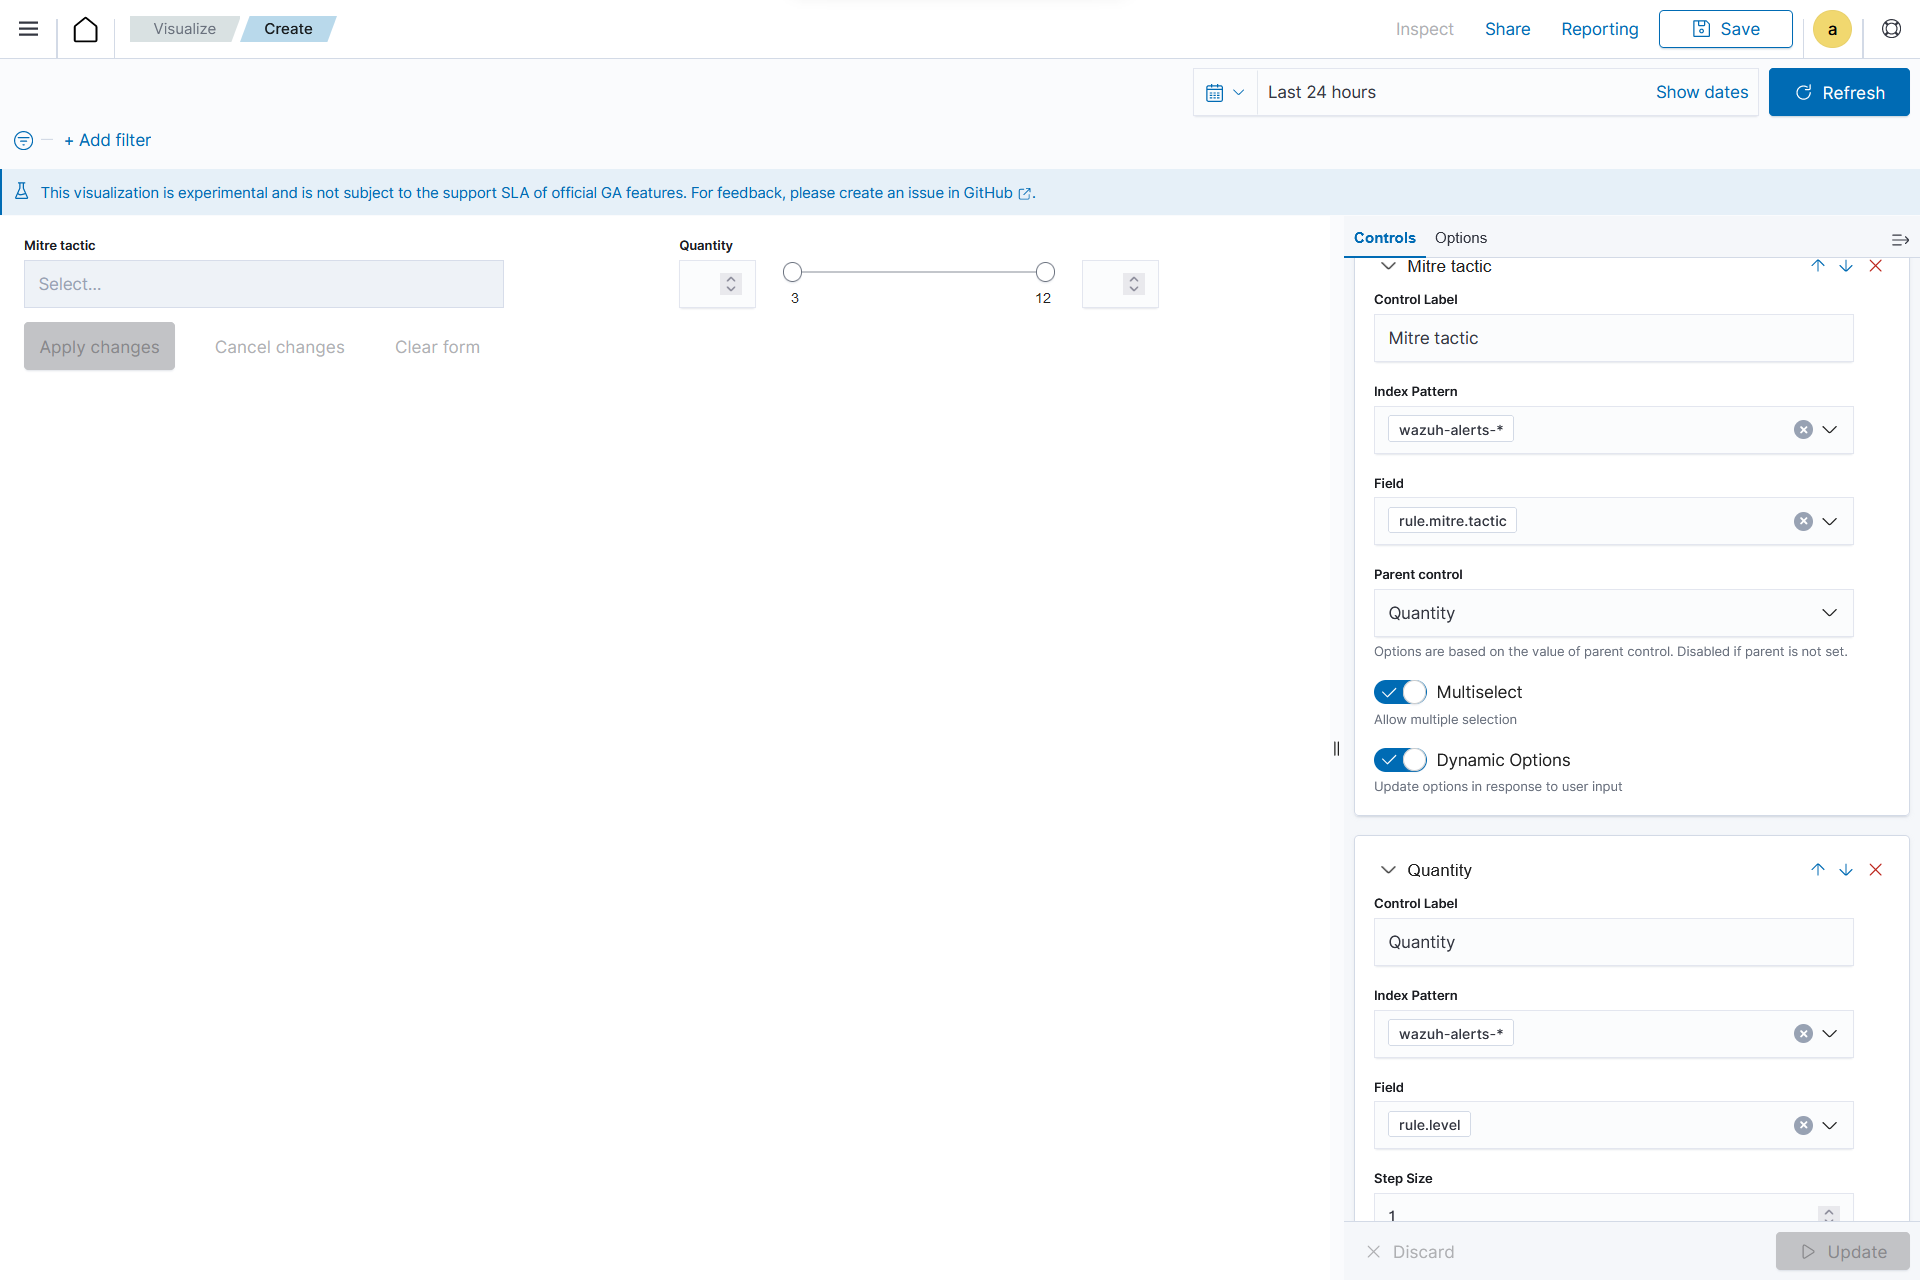 Visualize
Create
Inspect
Share
Reporting
Save
a
Last 24 hours
Show dates
Refresh
+ Add filter
This visualization is experimental and is not subject to the support SLA of official GA features. For feedback, please create an issue in GitHub.
Mitre tactic
Select...
Quantity
3
12
Apply changes
Cancel changes
Clear form
Controls
Options
Mitre tactic
Control Label
Mitre tactic
Index Pattern
wazuh-alerts-*
Field
rule.mitre.tactic
Parent control
Quantity
Options are based on the value of parent control. Disabled if parent is not set.
Multiselect
Allow multiple selection
Dynamic Options
Update options in response to user input
Quantity
Control Label
Quantity
Index Pattern
wazuh-alerts-*
Field
rule.level
Step Size
1
Discard
Update